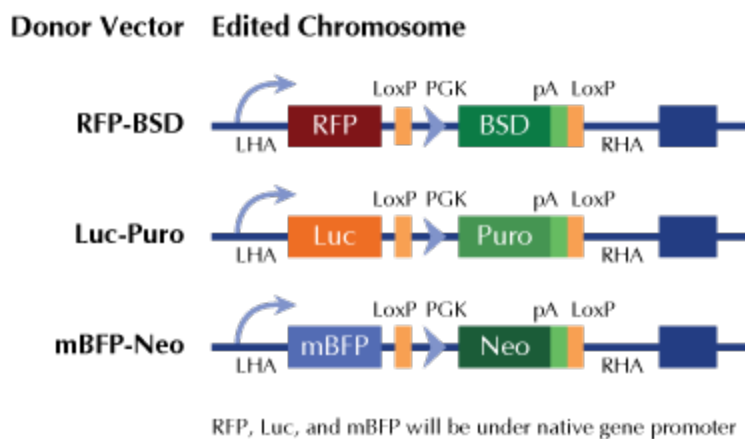 Donor Vector Edited Chromosome
LoxP PGK pA LoxP
RFP-BSD RFP BSD
LHA RHA
LoxP PGK pA LoxP
Luc-Puro Luc Puro
LHA RHA
LoxP PGK pA LoxP
mBFP-Neo mBFP Neo
LHA RHA
RFP, Luc, and mBFP will be under native gene promoter